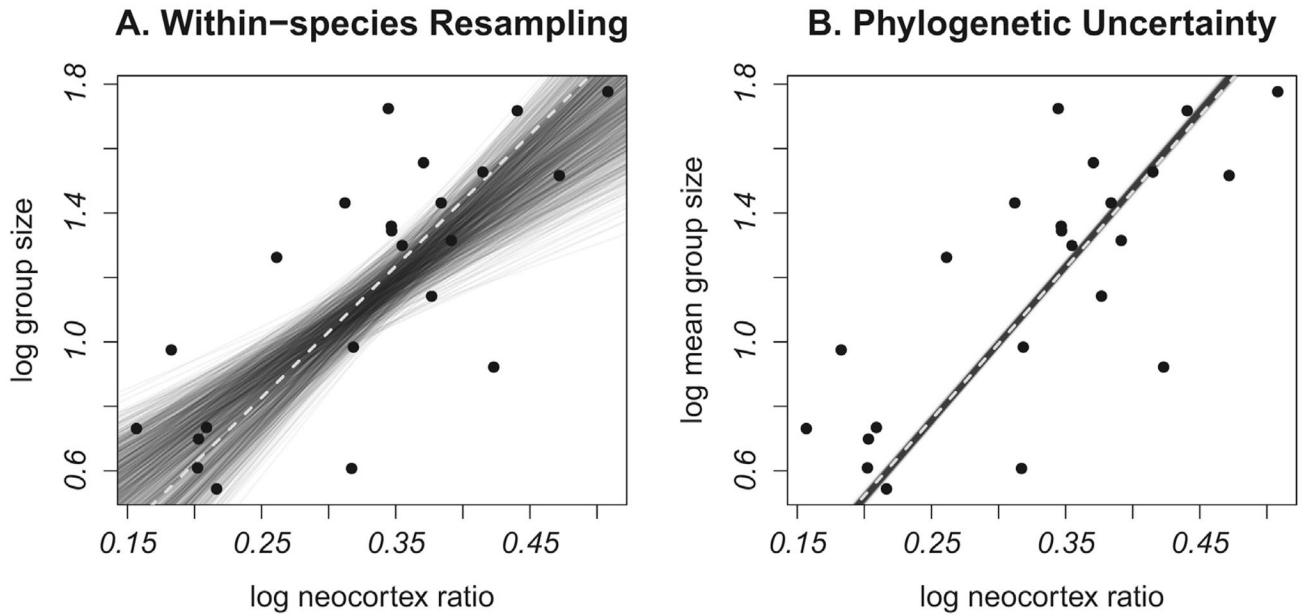 A. Within−species Resampling
1.8
1.4
1.0
0.6
log group size
0.15 0.25 0.35 0.45
log neocortex ratio
B. Phylogenetic Uncertainty
1.8
1.4
1.0
0.6
log mean group size
0.15 0.25 0.35 0.45
log neocortex ratio